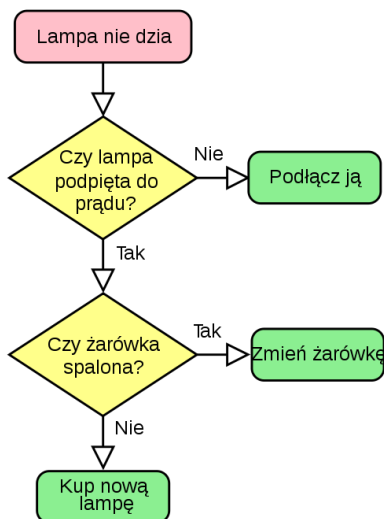 Lampa nie dzia
Czy lampa
podpięta do
prądu?
Nie
Podłącz ją
Tak
Czy żarówka
spalona?
Tak
Zmień żarówkę
Nie
Kup nową
lampę